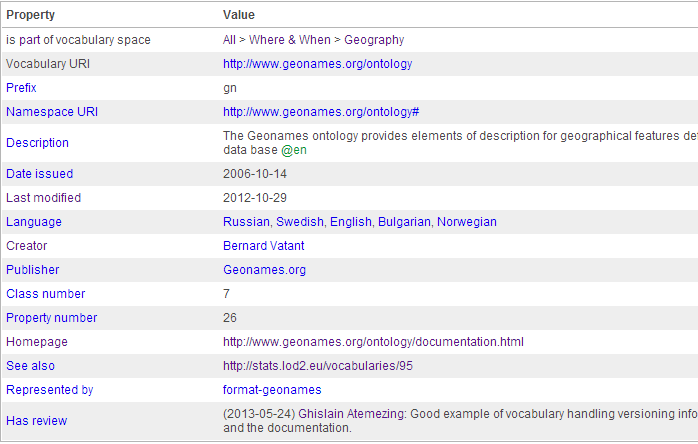 Property Value
is part of vocabulary space All > Where & When > Geography
Vocabulary URI http://www.geonames.org/ontology
Prefix gn
Namespace URI http://www.geonames.org/ontology#
Description The Geonames ontology provides elements of description for geographical features
data base @en
Date issued 2006-10-14
Last modified 2012-10-29
Language Russian, Swedish, English, Bulgarian, Norwegian
Creator Bernard Vatant
Publisher Geonames.org
Class number 7
Property number 26
Homepage http://www.geonames.org/ontology/documentation.html
See also http://stats.lod2.eu/vocabularies/95
Represented by format-geonames
Has review (2013-05-24) Ghislain Atemezing: Good example of vocabulary handling versioning info
and the documentation.